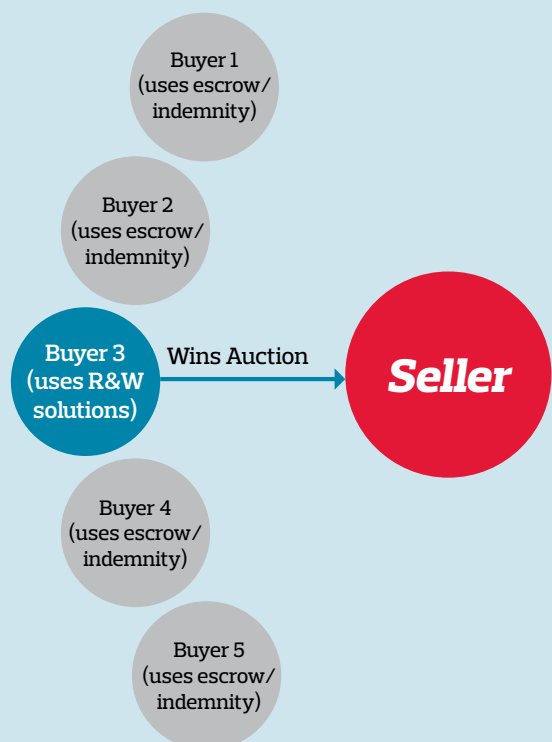 Buyer 1
(uses escrow/
indemnity)
Buyer 2
(uses escrow/
indemnity)
Buyer 3
(uses R&W
solutions)
Wins Auction
Seller
Buyer 4
(uses escrow/
indemnity)
Buyer 5
(uses escrow/
indemnity)